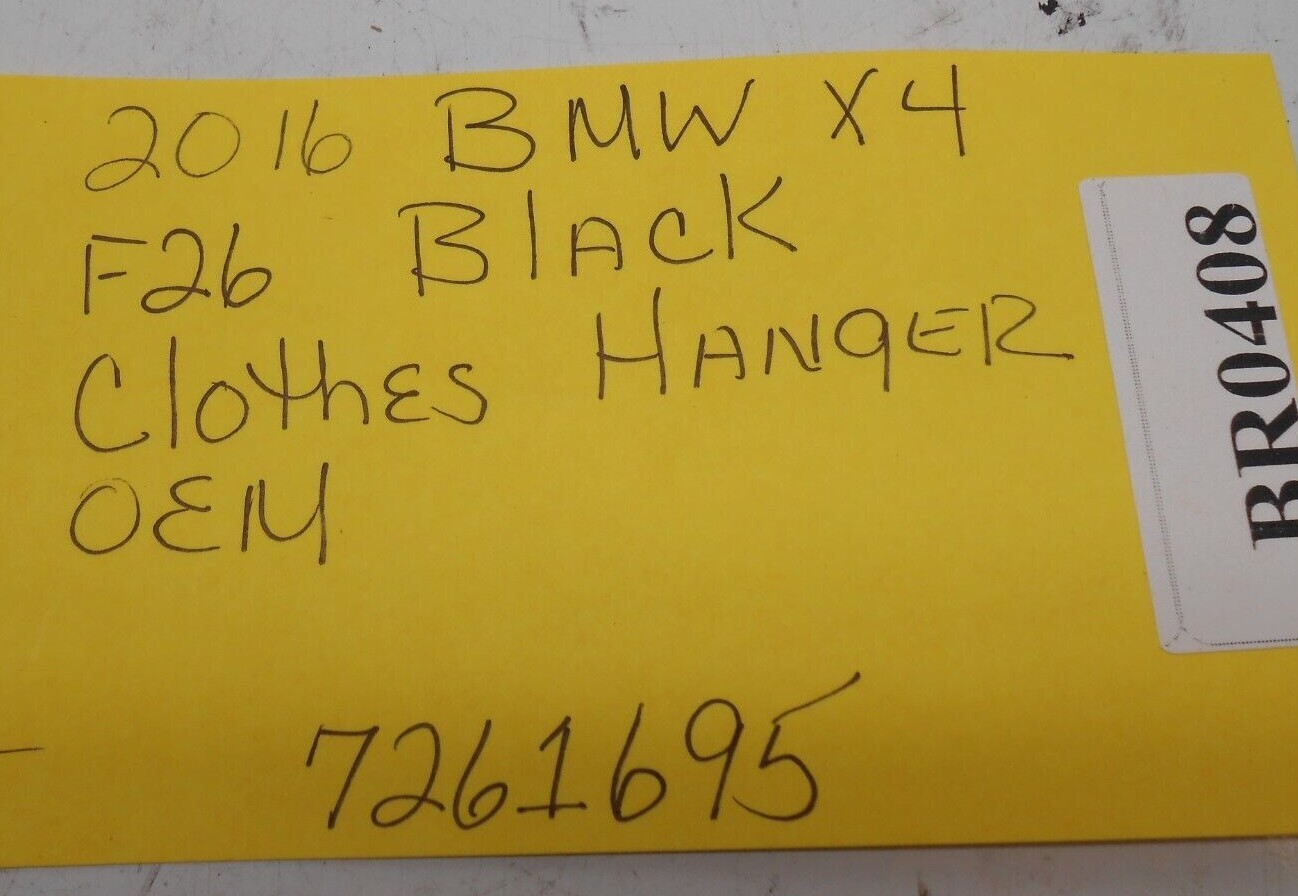 2016 BMW X4
F26 BlAck
ClothEs HANGER
OEM
7261695
BR0408